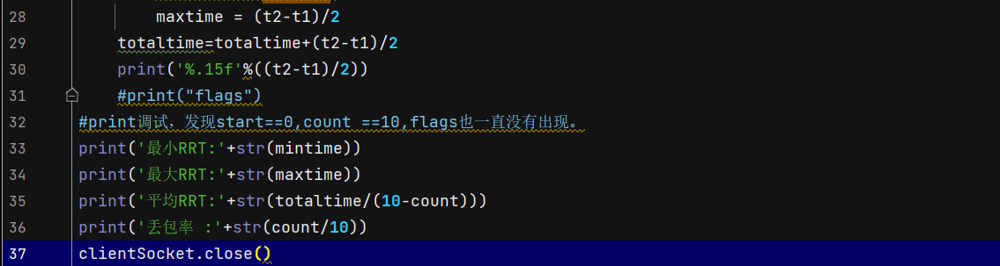 28 maxtime = (t2-t1)/2
29 totaltime=totaltime+(t2-t1)/2
30 print('%.15f'%((t2-t1)/2))
31 #print("flags")
32 #print调试，发现start==0,count ==10,flags也一直没有出现。
33 print('最小RRT:'+str(mintime))
34 print('最大RRT:'+str(maxtime))
35 print('平均RRT:'+str(totaltime/(10-count)))
36 print('丢包率 :'+str(count/10))
37 clientSocket.close()